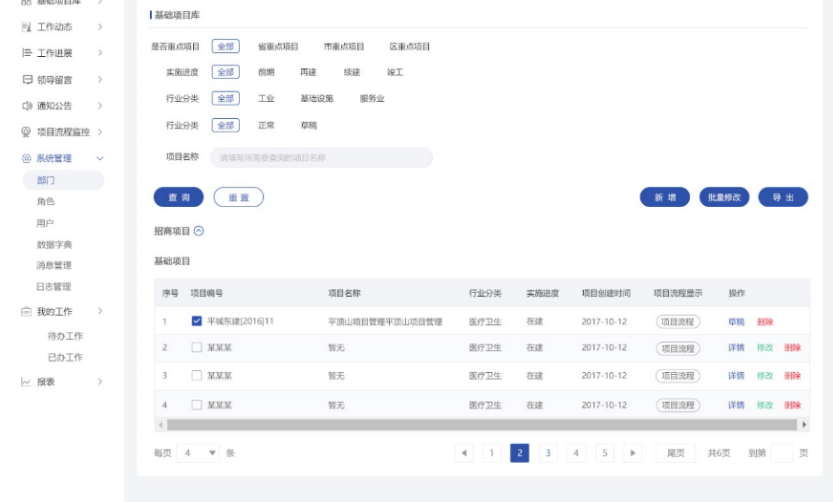 基础项目库
工作动态
工作进展
领导留言
通知公告
项目流程监控
系统管理
部门
角色
用户
数据字典
消息管理
日志管理
我的工作
待办工作
已办工作
报表
基础项目库
是否重点项目 全部 省重点项目 市重点项目 区重点项目
实施进度 全部 前期 再建 续建 竣工
行业分类 全部 工业 基础设施 服务业
行业分类 全部 正常 草稿
项目名称 请填写所需要查询的项目名称
查询 重置 新增 批量修改 导出
招商项目
基础项目
序号 项目编号 项目名称 行业分类 实施进度 项目创建时间 项目流程显示 操作
1 平城东建[2016]11 平顶山项目管理平顶山项目管理 医疗卫生 在建 2017-10-12 项目流程 草稿 删除
2 某某某 暂无 医疗卫生 在建 2017-10-12 项目流程 详情 修改 删除
3 某某某 暂无 医疗卫生 在建 2017-10-12 项目流程 详情 修改 删除
4 某某某 暂无 医疗卫生 在建 2017-10-12 项目流程 详情 修改 删除
每页 4 条 1 2 3 4 5 尾页 共6页 到第 页